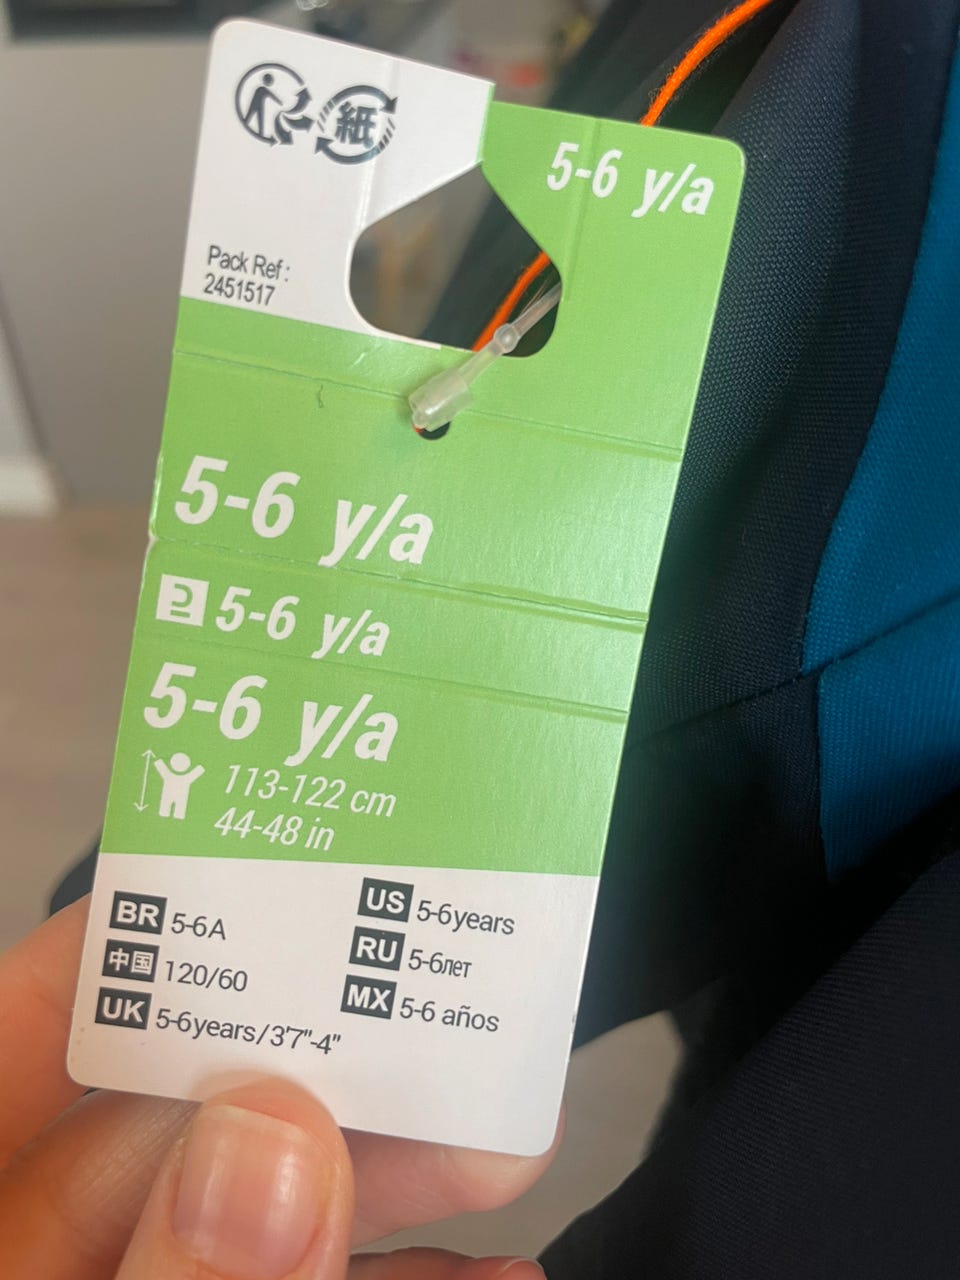 紙
5-6 y/a
Pack Ref :
2451517
5-6 y/a
5-6 y/a
5-6 y/a
113-122 cm
44-48 in
BR 5-6A
中国 120/60
UK 5-6years/3'7"-4"
US 5-6years
RU 5-6лет
MX 5-6 años